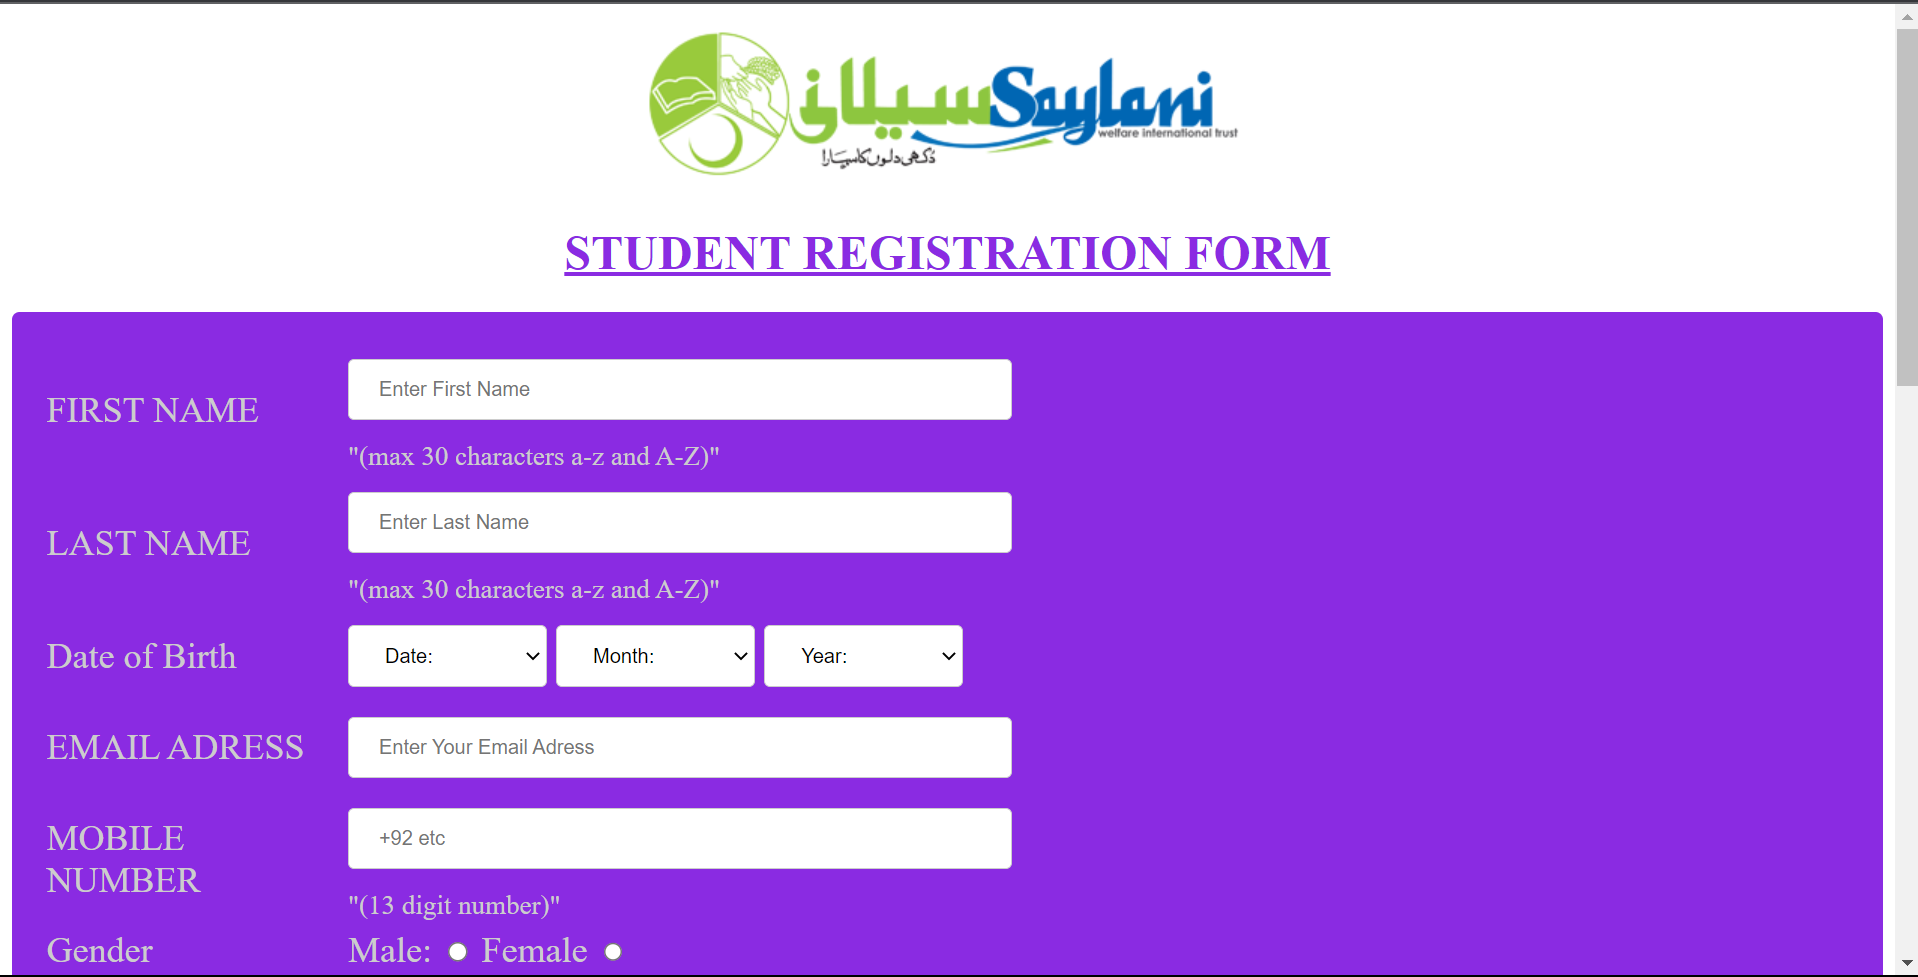 سیلانی Saylani
welfare international trust
دُکھی دلوں کا سہارا
STUDENT REGISTRATION FORM
FIRST NAME
Enter First Name
"(max 30 characters a-z and A-Z)"
LAST NAME
Enter Last Name
"(max 30 characters a-z and A-Z)"
Date of Birth Date: Month: Year:
EMAIL ADRESS Enter Your Email Adress
MOBILE NUMBER
+92 etc
"(13 digit number)"
Gender Male: Female